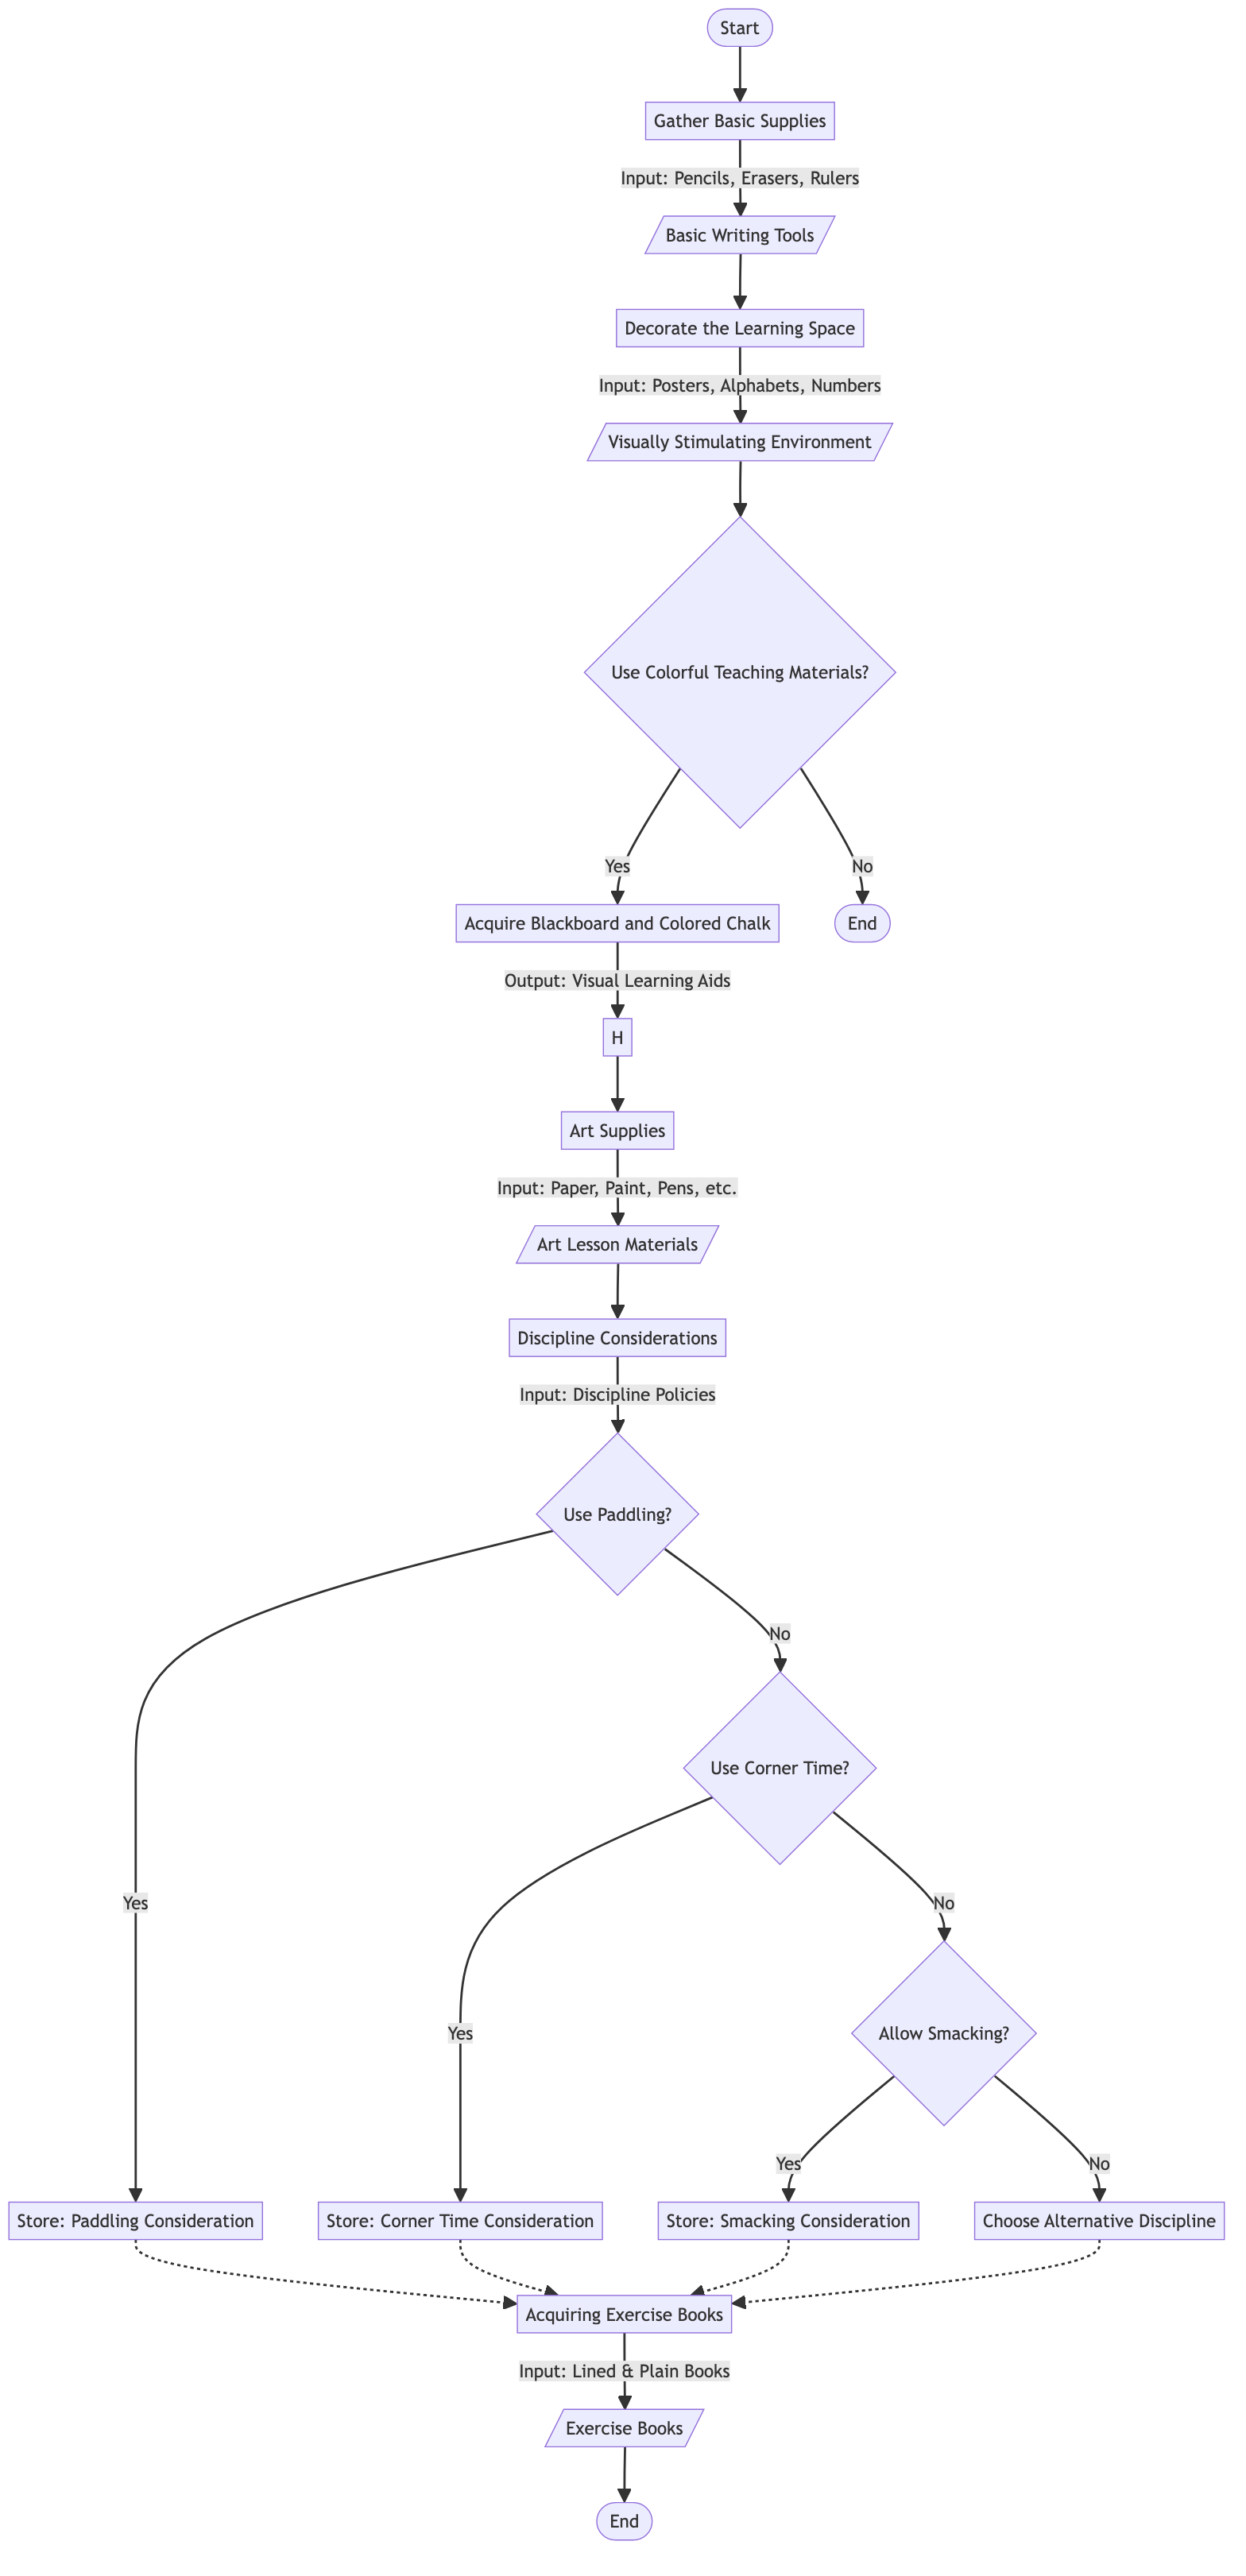 Start
Gather Basic Supplies
Input: Pencils, Erasers, Rulers
Basic Writing Tools
Decorate the Learning Space
Input: Posters, Alphabets, Numbers
Visually Stimulating Environment
Use Colorful Teaching Materials?
Yes
No
Acquire Blackboard and Colored Chalk
End
Output: Visual Learning Aids
H
Art Supplies
Input: Paper, Paint, Pens, etc.
Art Lesson Materials
Discipline Considerations
Input: Discipline Policies
Use Paddling?
No
Use Corner Time?
Yes
No
Yes
Allow Smacking?
Yes
No
Store: Paddling Consideration
Store: Corner Time Consideration
Store: Smacking Consideration
Choose Alternative Discipline
Acquiring Exercise Books
Input: Lined & Plain Books
Exercise Books
End